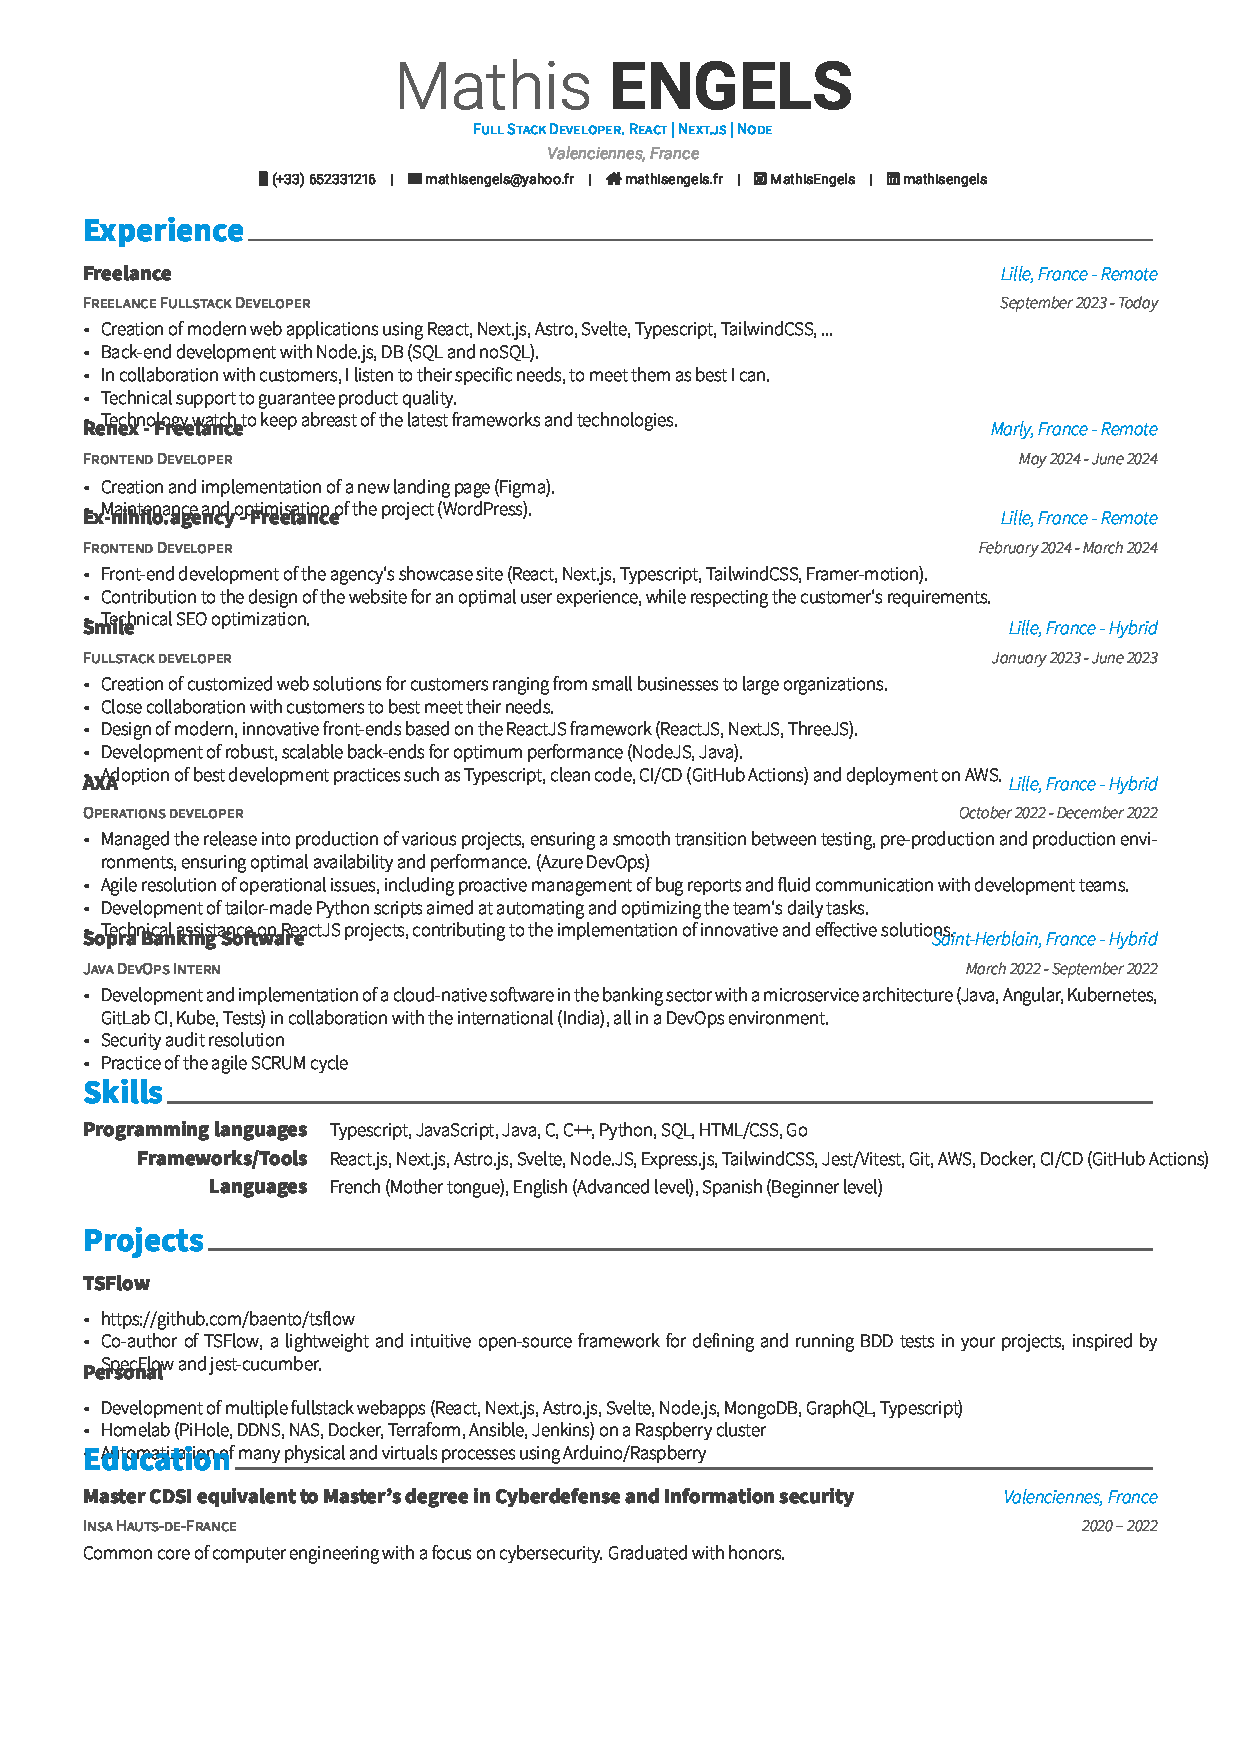 Mathis ENGELS
Full Stack Developer. React | Next.js | Node
Valenciennes, France
(+33) 652331216 | mathisengels@yahoo.fr | mathisengels.fr | MathisEngels | mathisengels
Experience
Freelance Lille, France - Remote
Freelance Fullstack Developer September 2023 - Today
• Creation of modern web applications using React, Next.js, Astro, Svelte, Typescript, TailwindCSS, ...
• Back-end development with Node.js, DB (SQL and noSQL).
• In collaboration with customers, I listen to their specific needs, to meet them as best I can.
• Technical support to guarantee product quality.
• Technology watch to keep abreast of the latest frameworks and technologies.
Renex - Freelance Marly, France - Remote
Frontend Developer May 2024 - June 2024
• Creation and implementation of a new landing page (Figma).
• Maintenance and optimisation of the project (WordPress).
Ex-nihilo.agency - Freelance Lille, France - Remote
Frontend Developer February 2024 - March 2024
• Front-end development of the agency's showcase site (React, Next.js, Typescript, TailwindCSS, Framer-motion).
• Contribution to the design of the website for an optimal user experience, while respecting the customer's requirements.
• Technical SEO optimization.
Smile Lille, France - Hybrid
Fullstack developer January 2023 - June 2023
• Creation of customized web solutions for customers ranging from small businesses to large organizations.
• Close collaboration with customers to best meet their needs.
• Design of modern, innovative front-ends based on the ReactJS framework (ReactJS, NextJS, ThreeJS).
• Development of robust, scalable back-ends for optimum performance (NodeJS, Java).
• Adoption of best development practices such as Typescript, clean code, CI/CD (GitHub Actions) and deployment on AWS.
AXA Lille, France - Hybrid
Operations developer October 2022 - December 2022
• Managed the release into production of various projects, ensuring a smooth transition between testing, pre-production and production envi-
ronments, ensuring optimal availability and performance. (Azure DevOps)
• Agile resolution of operational issues, including proactive management of bug reports and fluid communication with development teams.
• Development of tailor-made Python scripts aimed at automating and optimizing the team's daily tasks.
• Technical assistance on ReactJS projects, contributing to the implementation of innovative and effective solutions.
Sopra Banking Software Saint-Herblain, France - Hybrid
Java DevOps Intern March 2022 - September 2022
• Development and implementation of a cloud-native software in the banking sector with a microservice architecture (Java, Angular, Kubernetes,
GitLab CI, Kube, Tests) in collaboration with the international (India), all in a DevOps environment.
• Security audit resolution
• Practice of the agile SCRUM cycle
Skills
Programming languages Typescript, JavaScript, Java, C, C++, Python, SQL, HTML/CSS, Go
Frameworks/Tools React.js, Next.js, Astro.js, Svelte, Node.JS, Express.js, TailwindCSS, Jest/Vitest, Git, AWS, Docker, CI/CD (GitHub Actions)
Languages French (Mother tongue), English (Advanced level), Spanish (Beginner level)
Projects
TSFlow
• https://github.com/baento/tsflow
• Co-author of TSFlow, a lightweight and intuitive open-source framework for defining and running BDD tests in your projects, inspired by
SpecFlow and jest-cucumber.
Personal
• Development of multiple fullstack webapps (React, Next.js, Astro.js, Svelte, Node.js, MongoDB, GraphQL, Typescript)
• Homelab (PiHole, DDNS, NAS, Docker, Terraform, Ansible, Jenkins) on a Raspberry cluster
• Automatization of many physical and virtuals processes using Arduino/Raspberry
Education
Master CDSI equivalent to Master's degree in Cyberdefense and Information security Valenciennes, France
Insa Hauts-de-France 2020 – 2022
Common core of computer engineering with a focus on cybersecurity. Graduated with honors.